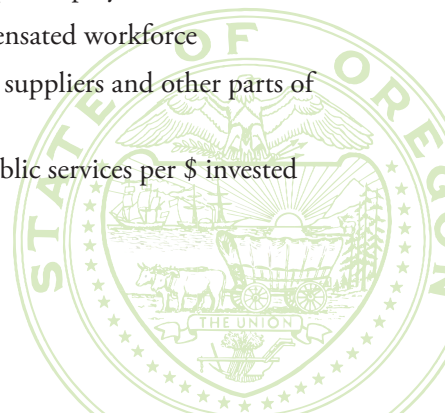 ensated workforce
suppliers and other parts of
blic services per $ invested
STATE OF OREGON
THE UNION